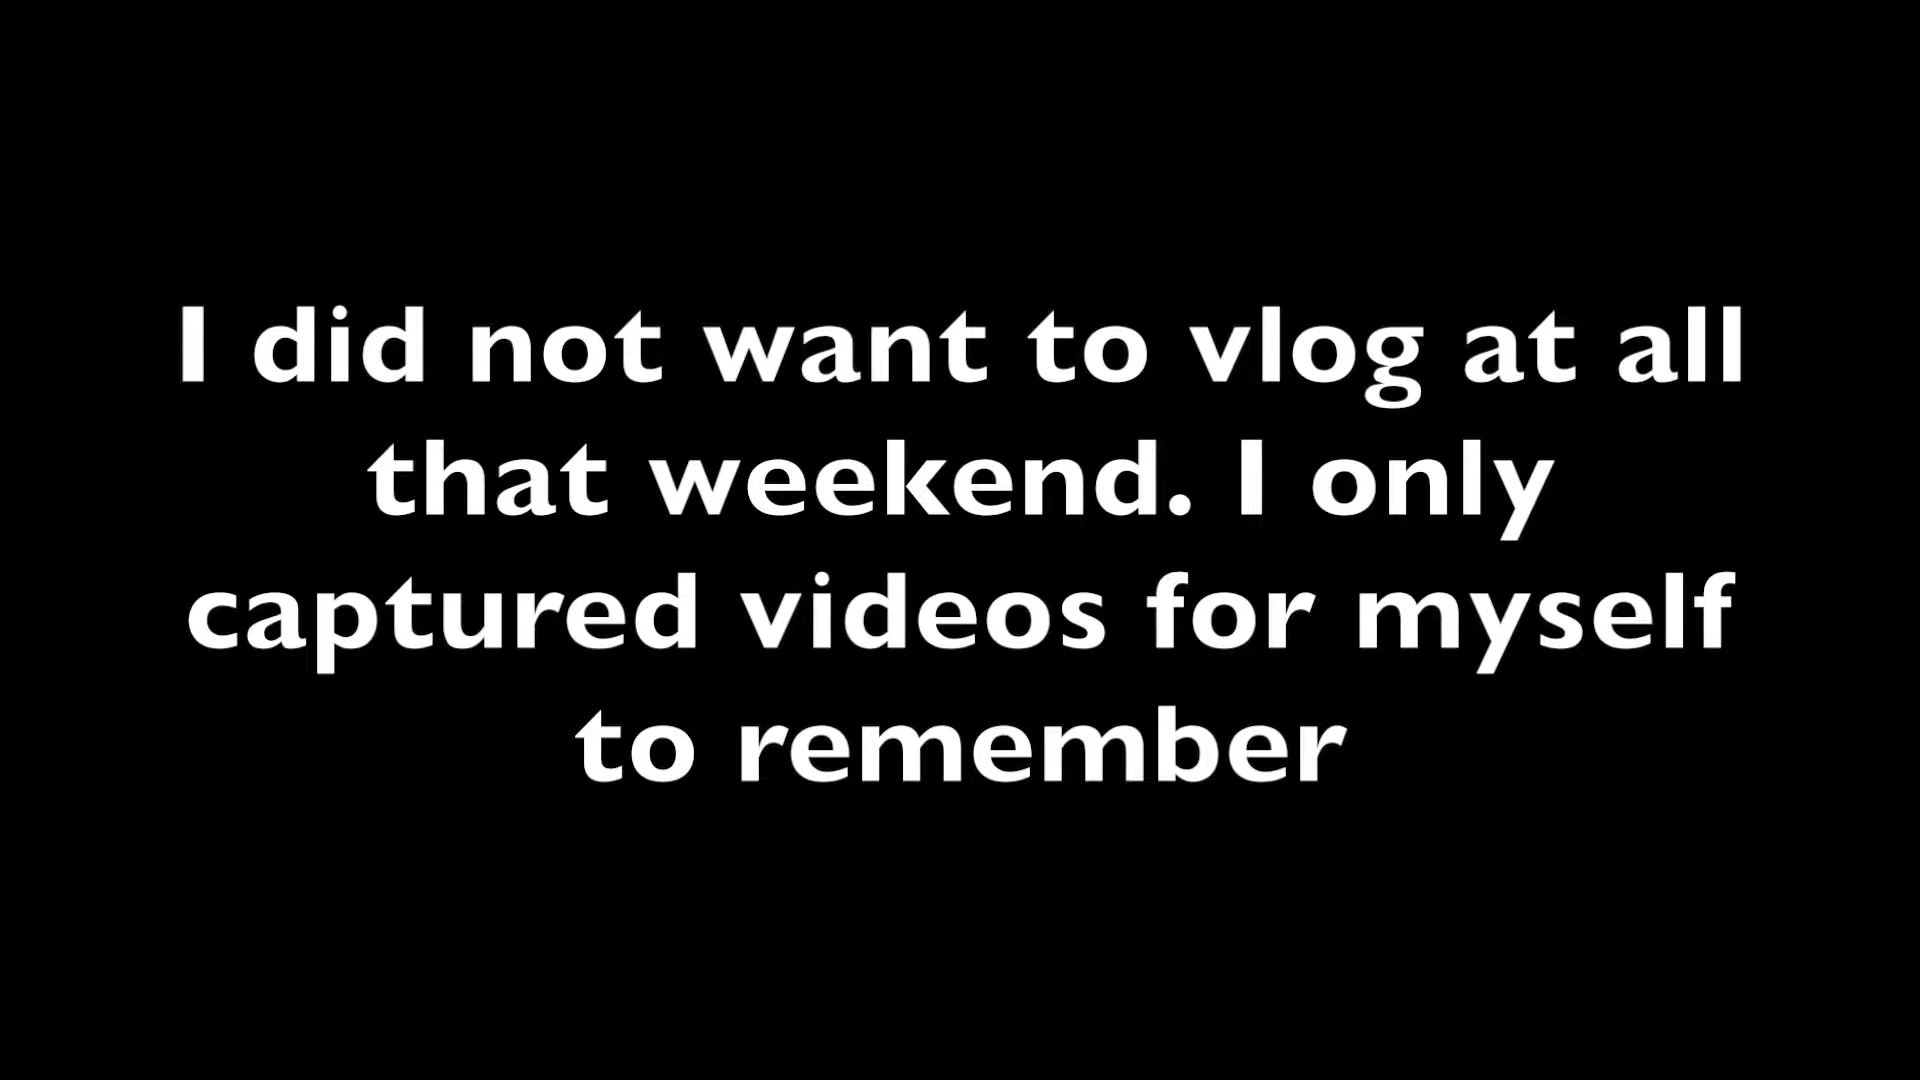 I did not want to vlog at all
that weekend. I only
captured videos for myself
to remember